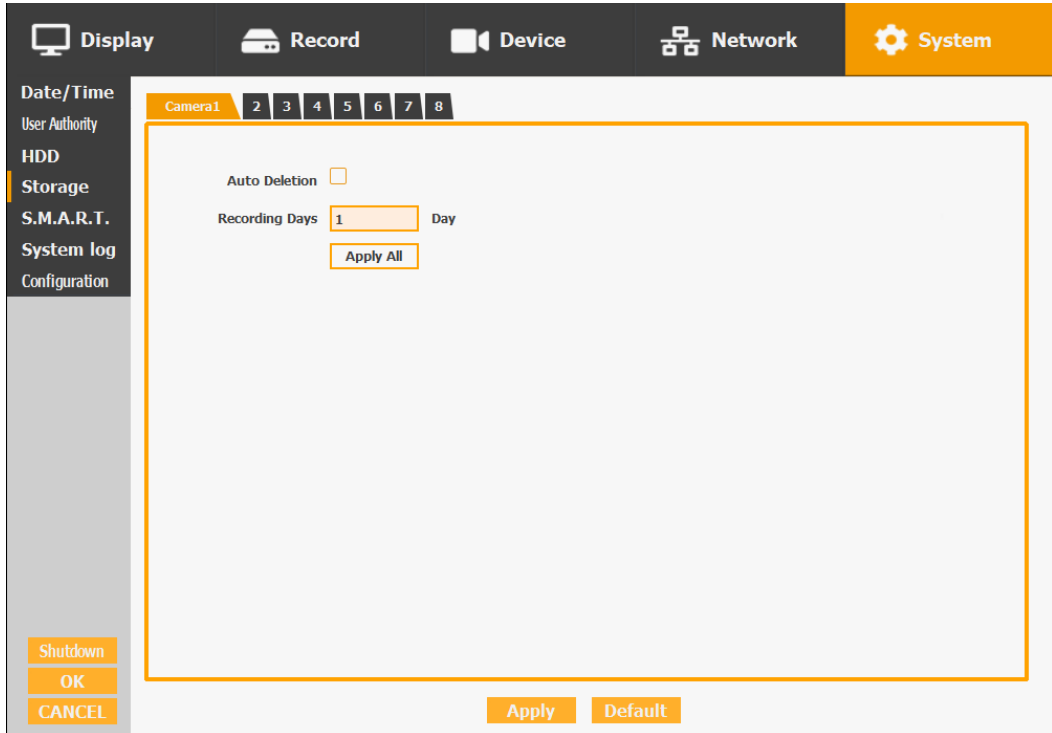 Display Record Device Network System
Date/Time
User Authority
HDD
Storage
S.M.A.R.T.
System log
Configuration
Camera1 2 3 4 5 6 7 8
Auto Deletion
Recording Days 1 Day
Apply All
Shutdown
OK
CANCEL
Apply Default